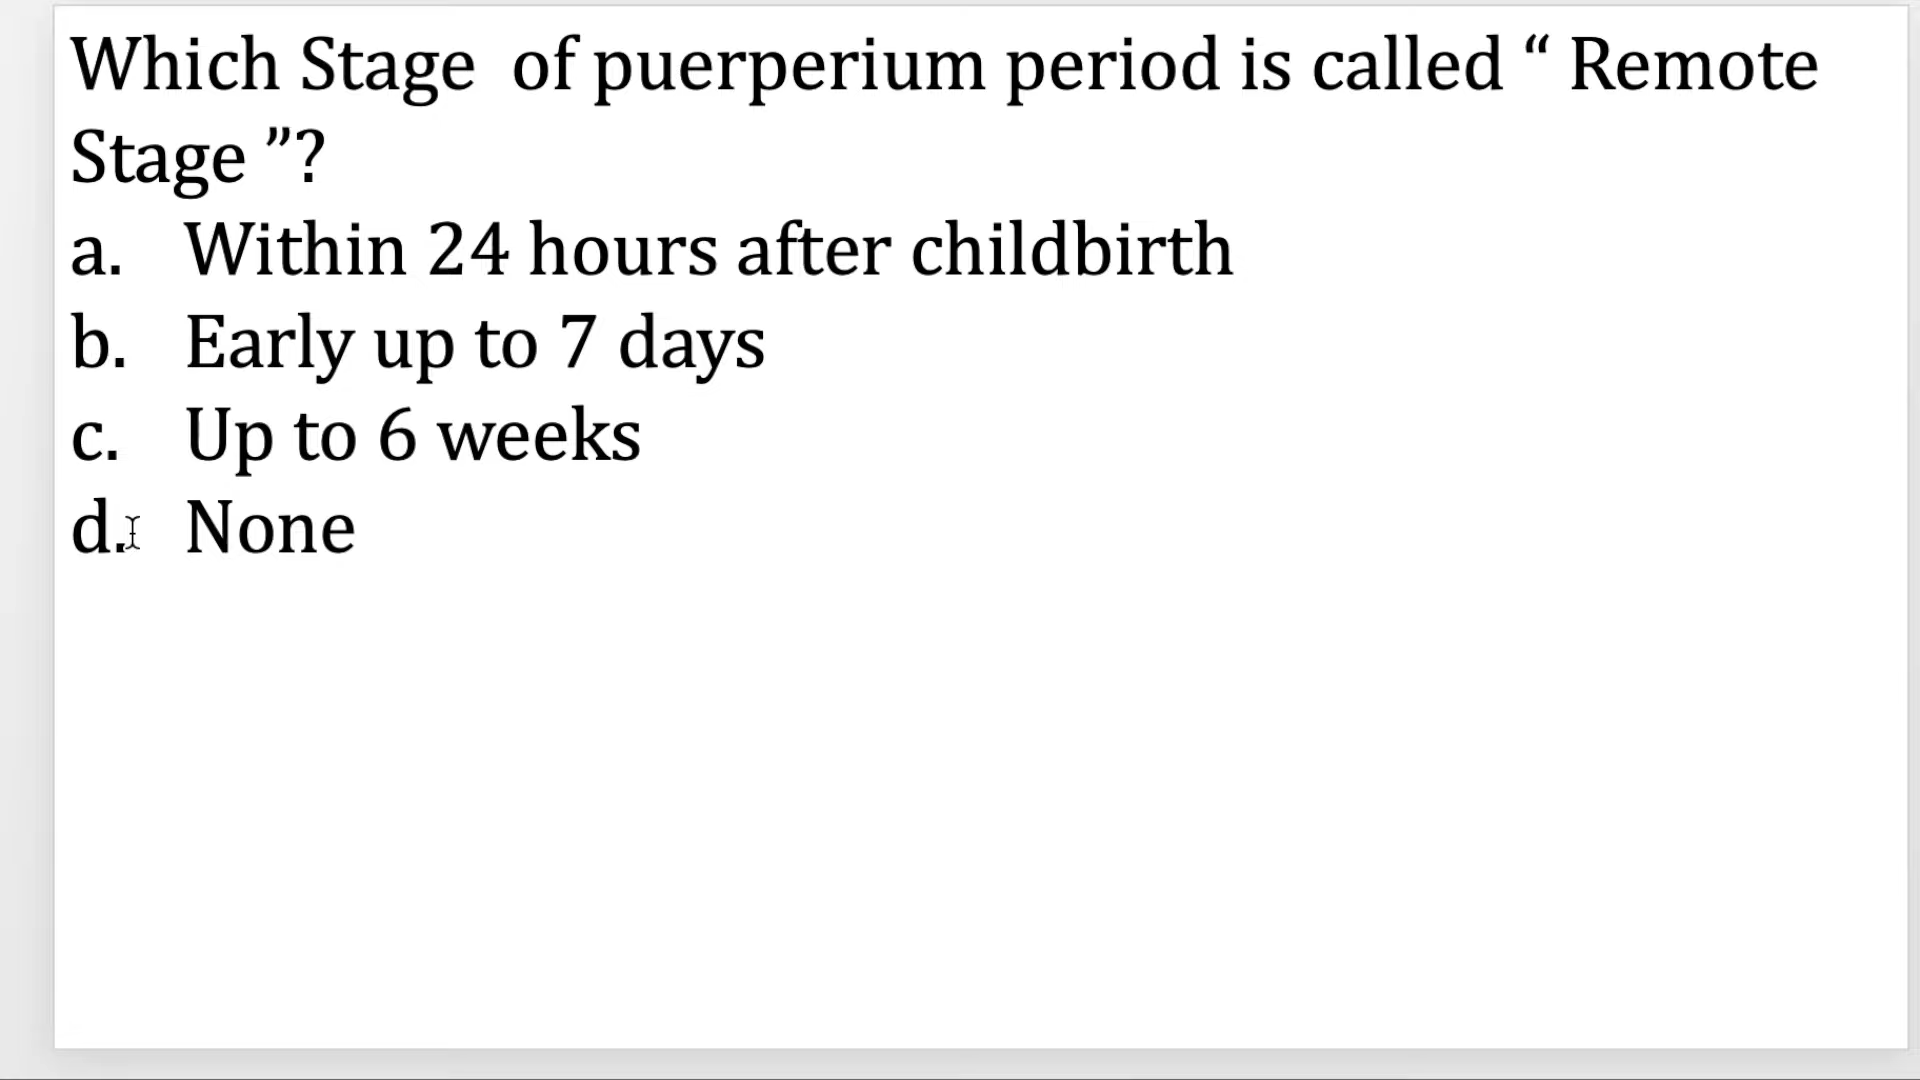 Which Stage  of puerperium period is called “ Remote
Stage ”?
a. Within 24 hours after childbirth
b. Early up to 7 days
c. Up to 6 weeks
d. None